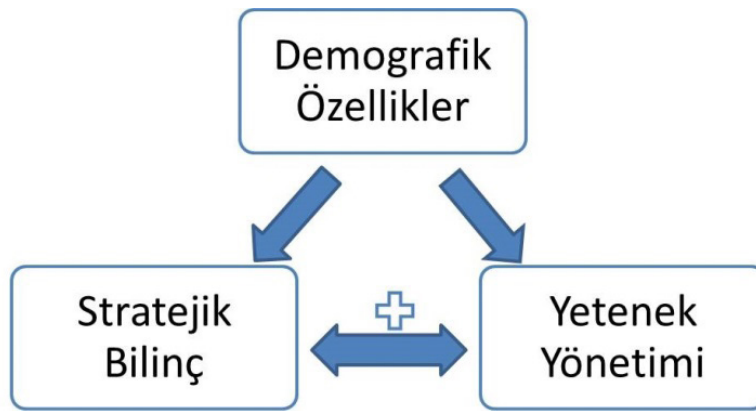 Demografik
Özellikler
Stratejik
Bilinç
Yetenek
Yönetimi